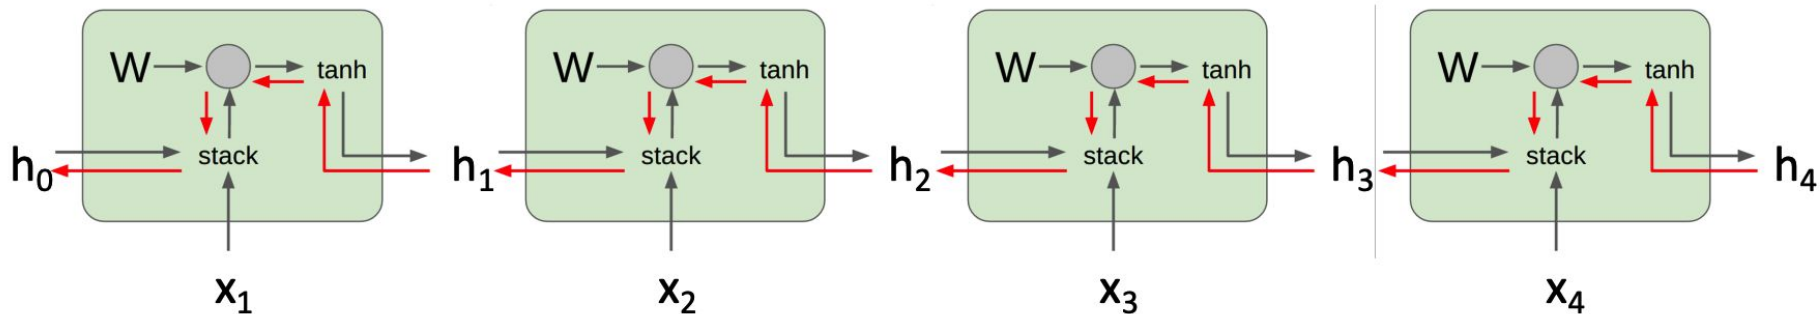 W tanh W tanh W tanh W tanh
h₀ stack h₁ stack h₂ stack h₃ stack h₄
x₁ x₂ x₃ x₄